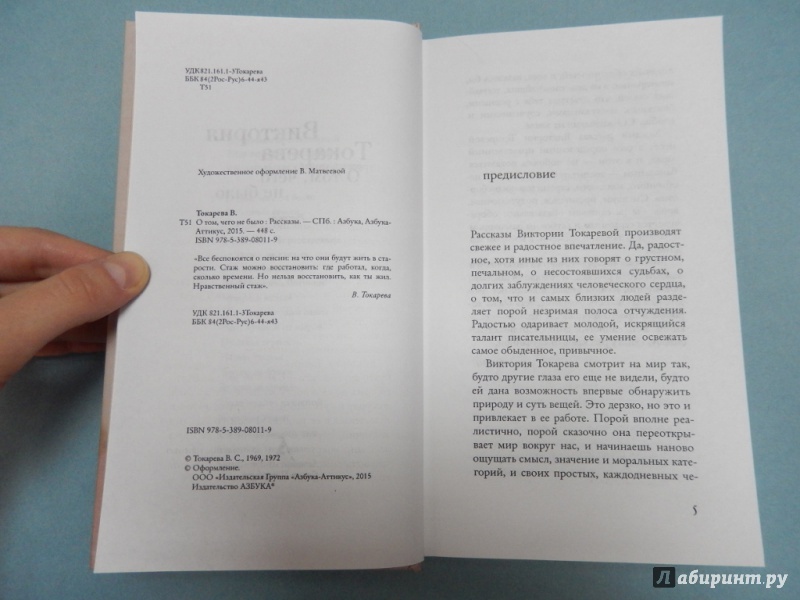 УДК 821.161.1-3Токарева
ББК 84(2Рос-Рус)6-44-я43
Т51
Художественное оформление В. Матвеевой
Токарева В.
Т51 О том, чего не было : Рассказы. — СПб. : Азбука, Азбука-
Аттикус, 2015. — 448 с.
ISBN 978-5-389-08011-9
«Все беспокоятся о пенсии: на что они будут жить в ста-
рости. Стаж можно восстановить: где работал, когда,
сколько времени. Но нельзя восстановить, как ты жил.
Нравственный стаж».
В. Токарева
УДК 821.161.1-3Токарева
ББК 84(2Рос-Рус)6-44-я43
ISBN 978-5-389-08011-9
© Токарева В. С., 1969, 1972
© Оформление.
ООО «Издательская Группа «Азбука-Аттикус», 2015
Издательство АЗБУКА®
предисловие
Рассказы Виктории Токаревой производят
свежее и радостное впечатление. Да, радост-
ное, хотя иные из них говорят о грустном,
печальном, о несостоявшихся судьбах, о
долгих заблуждениях человеческого сердца,
о том, что и самых близких людей разде-
ляет порой незримая полоса отчуждения.
Радостью одаривает молодой, искрящийся
талант писательницы, ее умение освежать
самое обыденное, привычное.
Виктория Токарева смотрит на мир так,
будто другие глаза его еще не видели, будто
ей дана возможность впервые обнаружить
природу и суть вещей. Это дерзко, но это и
привлекает в ее работе. Порой вполне ре-
алистично, порой сказочно она переоткры-
вает мир вокруг нас, и начинаешь наново
ощущать смысл, значение и моральных кате-
горий, и своих простых, каждодневных че-
5
Лабиринт.ру